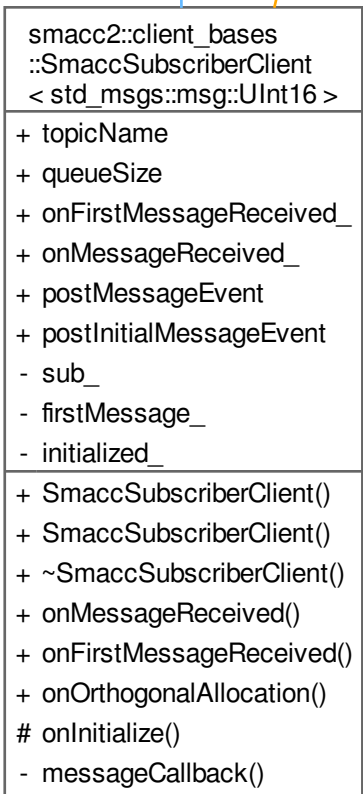 smacc2::client_bases
::SmaccSubscriberClient
< std_msgs::msg::UInt16 >
+ topicName
+ queueSize
+ onFirstMessageReceived_
+ onMessageReceived_
+ postMessageEvent
+ postInitialMessageEvent
- sub_
- firstMessage_
- initialized_
+ SmaccSubscriberClient()
+ SmaccSubscriberClient()
+ ~SmaccSubscriberClient()
+ onMessageReceived()
+ onFirstMessageReceived()
+ onOrthogonalAllocation()
# onInitialize()
- messageCallback()